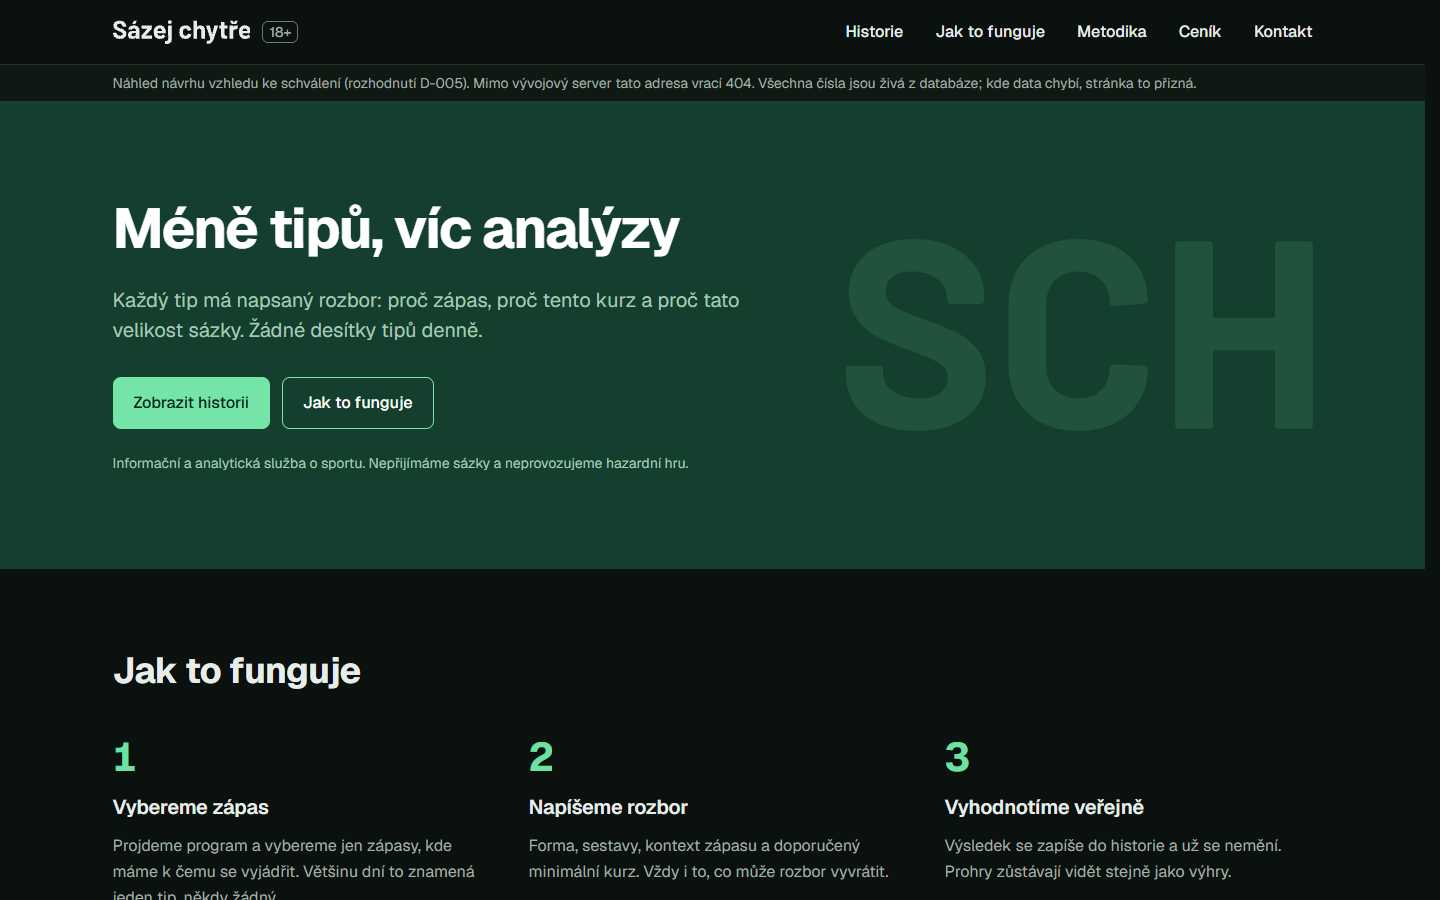 Sázej chytře 18+ Historie Jak to funguje Metodika Ceník Kontakt
Náhled návrhu vzhledu ke schválení (rozhodnutí D-005). Mimo vývojový server tato adresa vrací 404. Všechna čísla jsou živá z databáze; kde data chybí, stránka to přizná.
Méně tipů, víc analýzy
SCH
Každý tip má napsaný rozbor: proč zápas, proč tento kurz a proč tato
velikost sázky. Žádné desítky tipů denně.
Zobrazit historii Jak to funguje
Informační a analytická služba o sportu. Nepřijímáme sázky a neprovozujeme hazardní hru.
Jak to funguje
1
Vybereme zápas
Projdeme program a vybereme jen zápasy, kde
máme k čemu se vyjádřit. Většinu dní to znamená
jeden tip, někdy žádný.
2
Napíšeme rozbor
Forma, sestavy, kontext zápasu a doporučený
minimální kurz. Vždy i to, co může rozbor vyvrátit.
3
Vyhodnotíme veřejně
Výsledek se zapíše do historie a už se nemění.
Prohry zůstávají vidět stejně jako výhry.